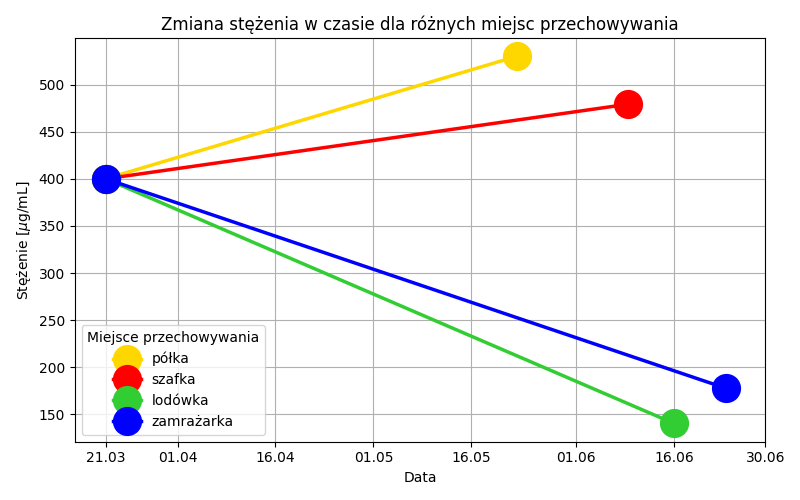 Zmiana stężenia w czasie dla różnych miejsc przechowywania
Stężenie [μg/mL]
500
450
400
350
300
250
200
150
Miejsce przechowywania
półka
szafka
lodówka
zamrażarka
21.03 01.04 16.04 01.05 16.05 01.06 16.06 30.06
Data